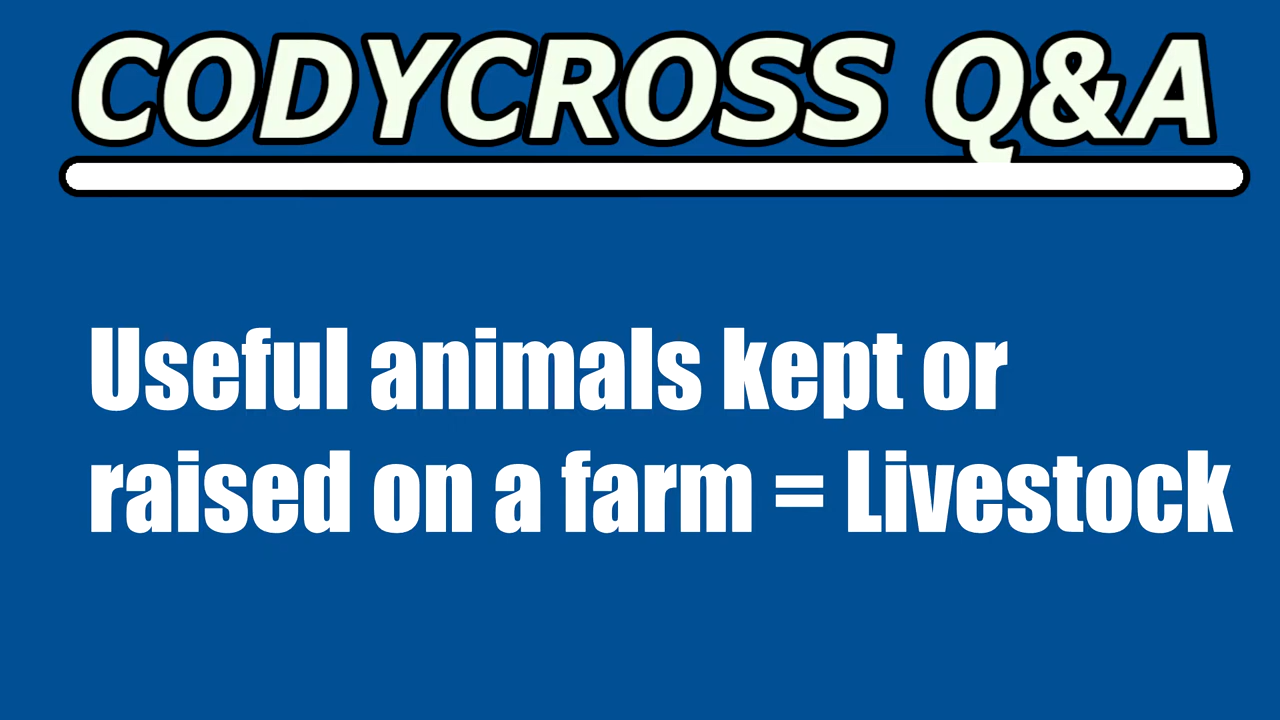 CODYCROSS Q&A
Useful animals kept or
raised on a farm = Livestock